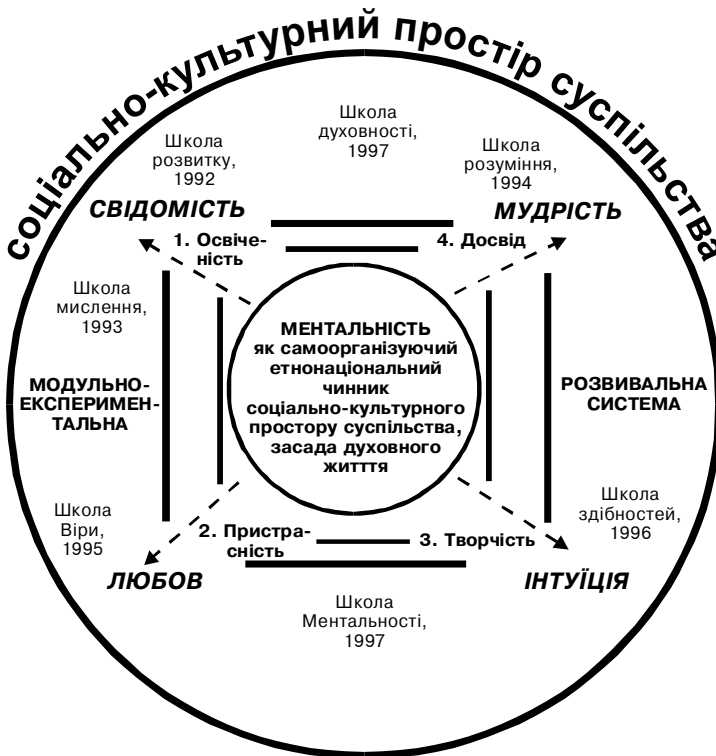 соціально-культурний простір суспільства
Школа
духовності,
1997
Школа
розвитку,
1992
Школа
розуміння,
1994
СВІДОМІСТЬ
МУДРІСТЬ
1. Освіче-
ність
4. Досвід
Школа
мислення,
1993
МЕНТАЛЬНІСТЬ
як самоорганізуючий
етнонаціональний
чинник
соціально-культурного
простору суспільства,
засада духовного
житття
МОДУЛЬНО-
ЕКСПЕРИМЕН-
ТАЛЬНА
РОЗВИВАЛЬНА
СИСТЕМА
Школа
Віри,
1995
Школа
здібностей,
1996
2. Пристра-
сність
3. Творчість
ЛЮБОВ
ІНТУЇЦІЯ
Школа
Ментальності,
1997